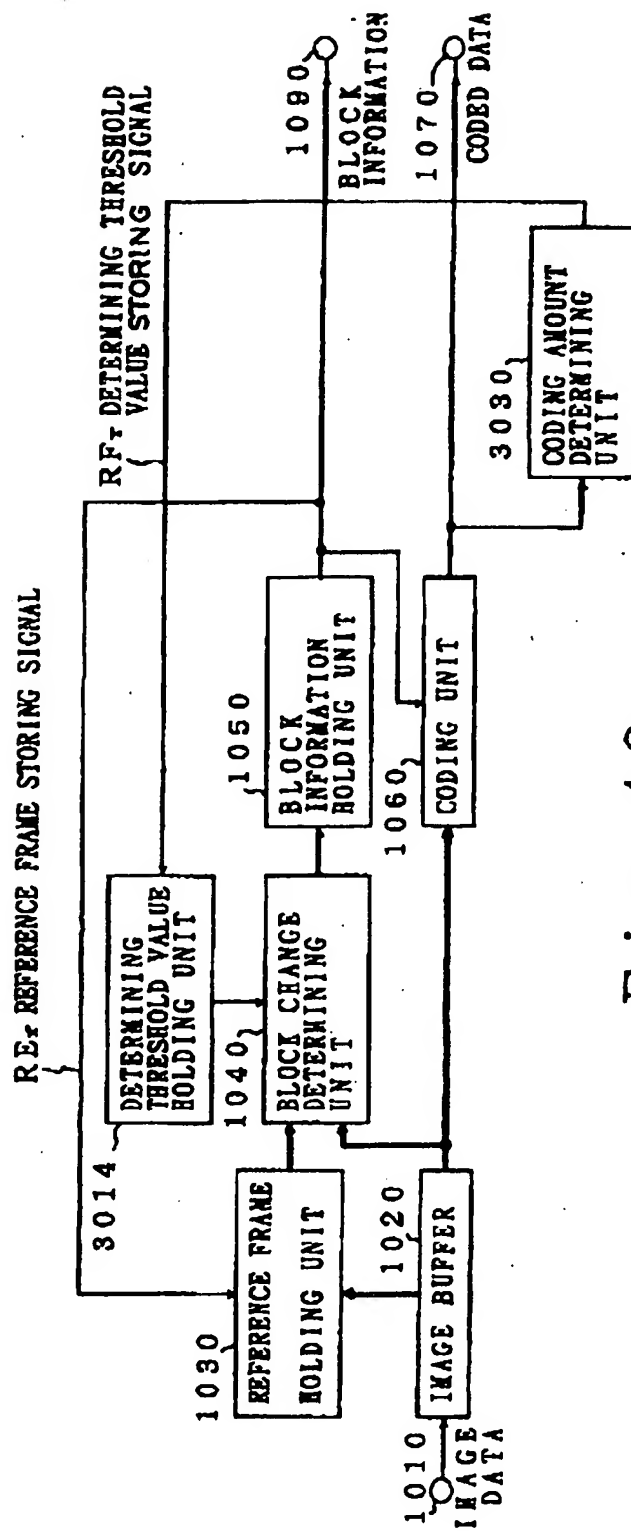 RE: REFERENCE FRAME STORING SIGNAL
RF: DETERMINING THRESHOLD
VALUE STORING SIGNAL
3014
DETERMINING
THRESHOLD VALUE
HOLDING UNIT
1030
REFERENCE FRAME
HOLDING UNIT
1040
BLOCK CHANGE
DETERMINING
UNIT
1050
BLOCK
INFORMATION
HOLDING UNIT
1090
BLOCK
INFORMATION
1010
IMAGE
DATA
1020
IMAGE BUFFER
1060
CODING UNIT
1070
CODED DATA
3030
CODING AMOUNT
DETERMINING
UNIT